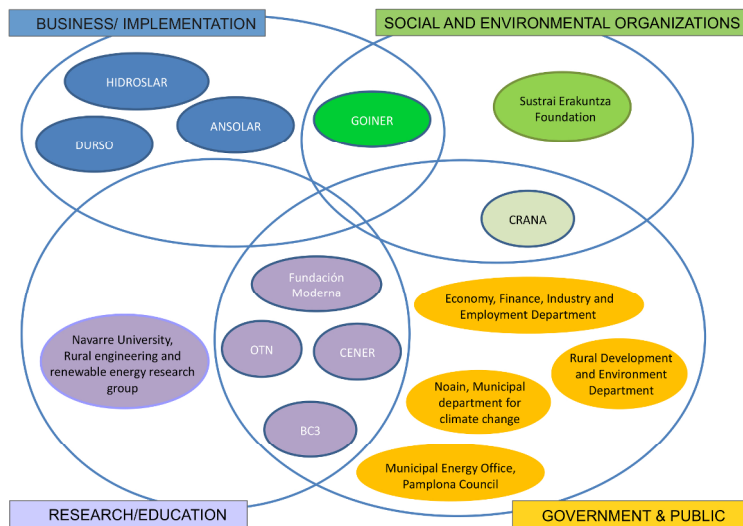 BUSINESS/ IMPLEMENTATION
SOCIAL AND ENVIRONMENTAL ORGANIZATIONS
HIDROSLAR
ANSOLAR
DURSO
GOINER
Sustrai Erakuntza
Foundation
CRANA
Fundación
Moderna
Economy, Finance, Industry and
Employment Department
Navarre University,
Rural engineering and
renewable energy research
group
OTN
CENER
Rural Development
and Environment
Department
Noain, Municipal
department for
climate change
BC3
Municipal Energy Office,
Pamplona Council
RESEARCH/EDUCATION
GOVERNMENT & PUBLIC